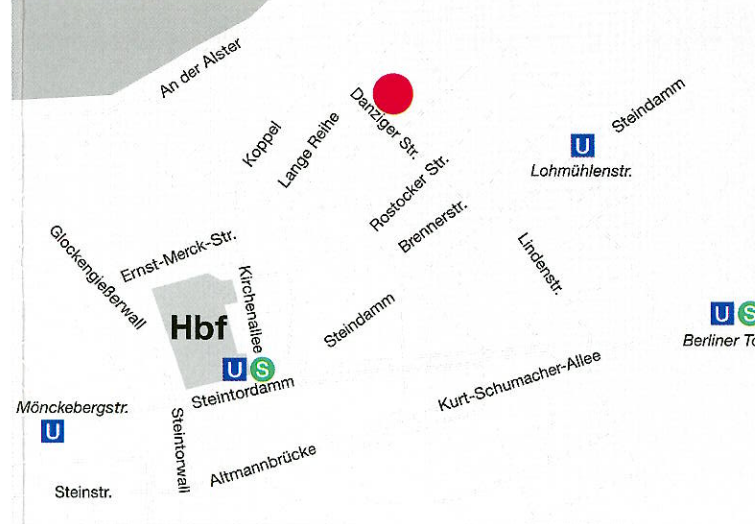 An der Alster
Koppel
Lange Reihe
Danziger Str.
Steindamm
U
Lohmühlenstr.
Rostocker Str.
Brennerstr.
Lindenstr.
Glockengießerwall
Ernst-Merck-Str.
Kirchenallee
Hbf
U S
Steindamm
U S
Berliner To
Steintordamm
Kurt-Schumacher-Allee
Mönckebergstr.
U
Steintorwall
Altmannbrücke
Steinstr.